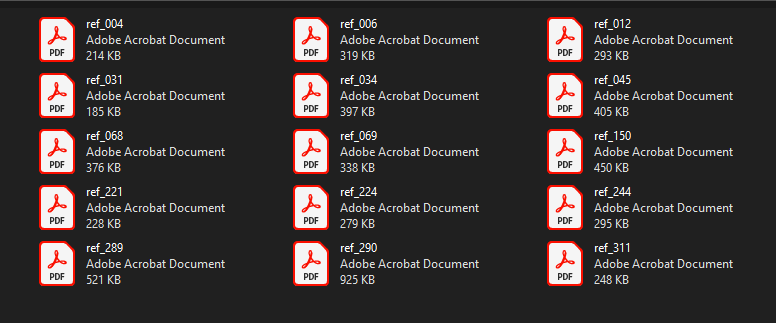 ref_004
Adobe Acrobat Document
214 KB
PDF
ref_006
Adobe Acrobat Document
319 KB
PDF
ref_012
Adobe Acrobat Document
293 KB
PDF
ref_031
Adobe Acrobat Document
185 KB
PDF
ref_034
Adobe Acrobat Document
397 KB
PDF
ref_045
Adobe Acrobat Document
405 KB
PDF
ref_068
Adobe Acrobat Document
376 KB
PDF
ref_069
Adobe Acrobat Document
338 KB
PDF
ref_150
Adobe Acrobat Document
450 KB
PDF
ref_221
Adobe Acrobat Document
228 KB
PDF
ref_224
Adobe Acrobat Document
279 KB
PDF
ref_244
Adobe Acrobat Document
295 KB
PDF
ref_289
Adobe Acrobat Document
521 KB
PDF
ref_290
Adobe Acrobat Document
925 KB
PDF
ref_311
Adobe Acrobat Document
248 KB
PDF